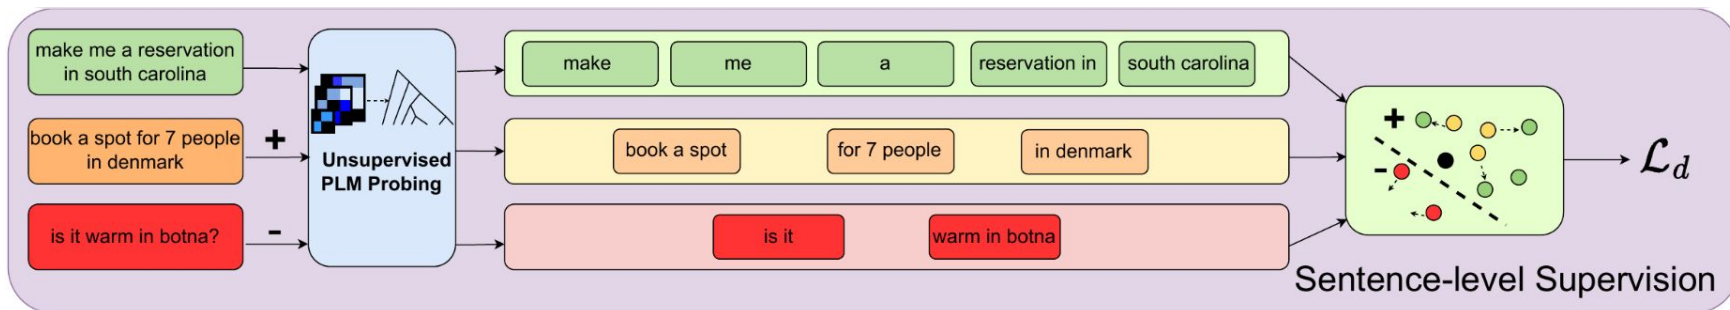 make me a reservation
in south carolina
book a spot for 7 people
in denmark
+
is it warm in botna?
-
Unsupervised
PLM Probing
make me a reservation in south carolina
book a spot for 7 people in denmark
is it warm in botna
+
-
ℒd
Sentence-level Supervision